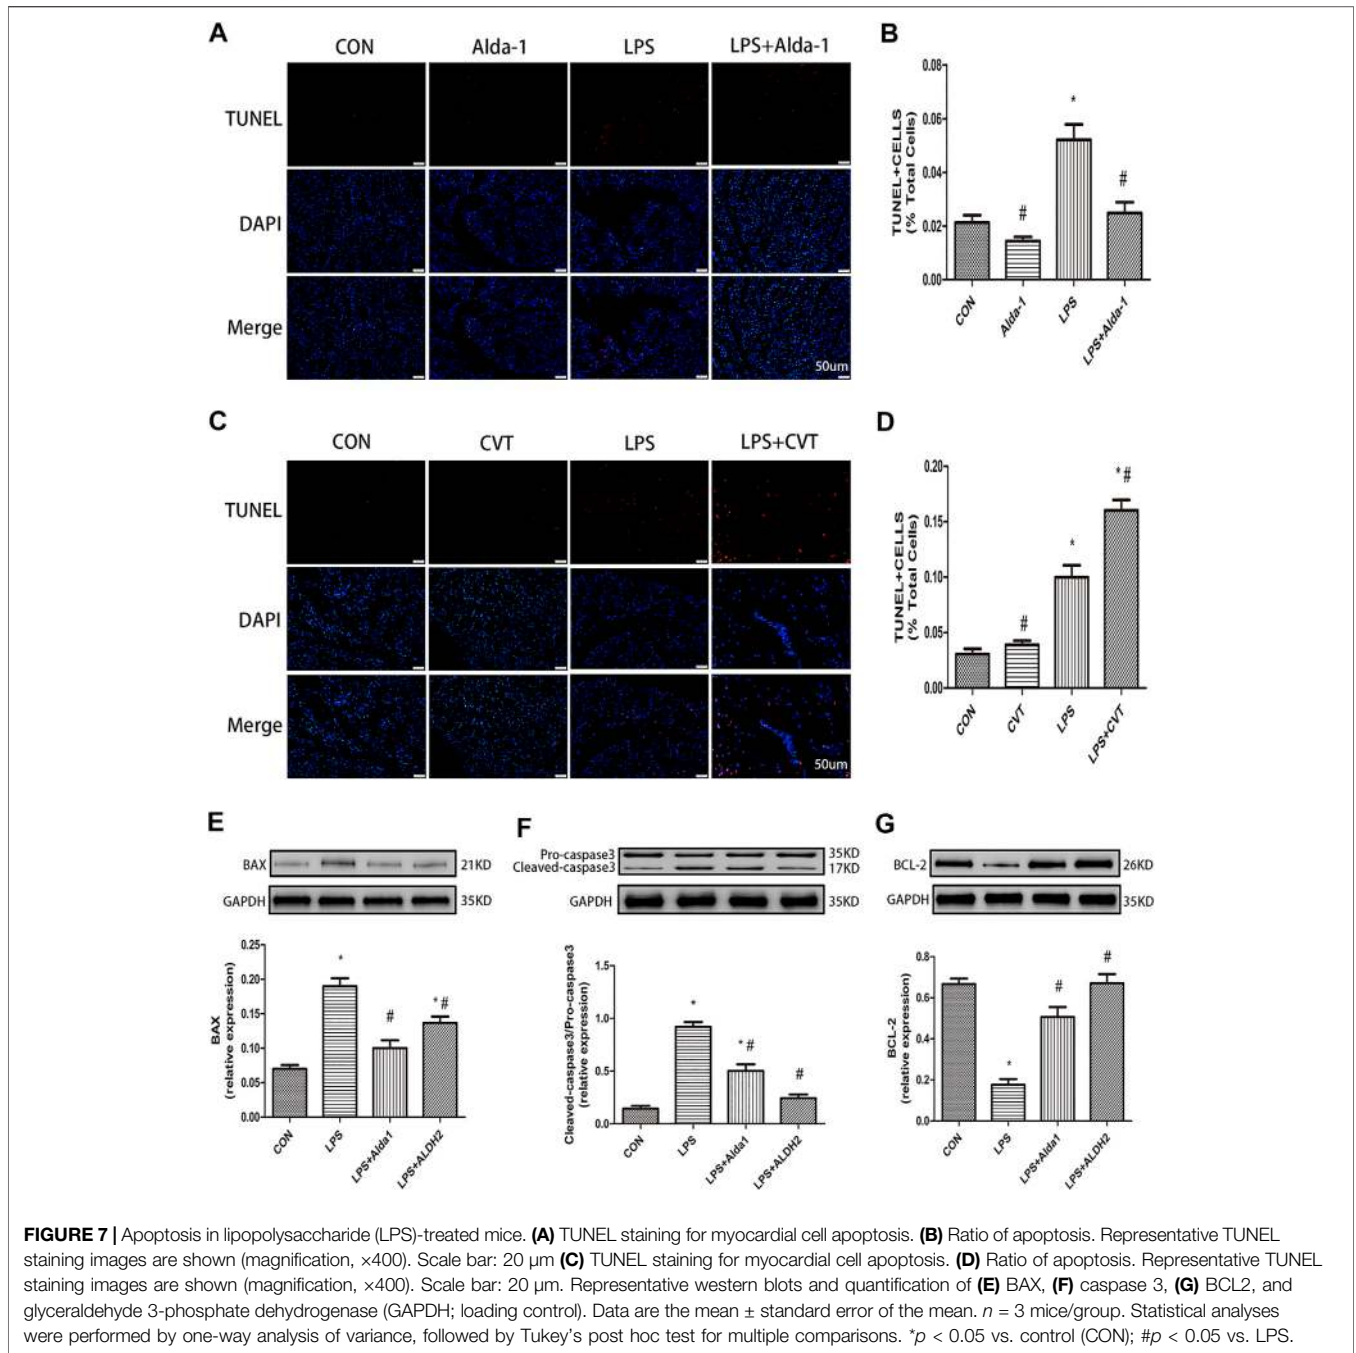 A
CON Alda-1 LPS LPS+Alda-1
TUNEL
DAPI
Merge
50um
B
TUNEL+CELLS
(% Total Cells)
0.08
0.06
0.04
0.02
0.00
*
#
#
CON Alda-1 LPS LPS+Alda-1
C
CON CVT LPS LPS+CVT
TUNEL
DAPI
Merge
50um
D
TUNEL+CELLS
(% Total Cells)
0.20
0.15
0.10
0.05
0.00
#
*
*#
CON CVT LPS LPS+CVT
E
BAX 21KD
GAPDH 35KD
BAX
(relative expression)
0.25
0.20
0.15
0.10
0.05
0.00
*
#
*#
CON LPS LPS+Alda1 LPS+ALDH2
F
Pro-caspase3 35KD
Cleaved-caspase3 17KD
GAPDH 35KD
Cleaved-caspase3/Pro-caspase3
(relative expression)
1.5
1.0
0.5
0.0
*
*#
#
CON LPS LPS+Alda1 LPS+ALDH2
G
BCL-2 26KD
GAPDH 35KD
BCL-2
(relative expression)
0.8
0.6
0.4
0.2
0.0
*
#
#
CON LPS LPS+Alda1 LPS+ALDH2
FIGURE 7 | Apoptosis in lipopolysaccharide (LPS)-treated mice. (A) TUNEL staining for myocardial cell apoptosis. (B) Ratio of apoptosis. Representative TUNEL
staining images are shown (magnification, ×400). Scale bar: 20 μm (C) TUNEL staining for myocardial cell apoptosis. (D) Ratio of apoptosis. Representative TUNEL
staining images are shown (magnification, ×400). Scale bar: 20 μm. Representative western blots and quantification of (E) BAX, (F) caspase 3, (G) BCL2, and
glyceraldehyde 3-phosphate dehydrogenase (GAPDH; loading control). Data are the mean ± standard error of the mean. n = 3 mice/group. Statistical analyses
were performed by one-way analysis of variance, followed by Tukey's post hoc test for multiple comparisons. *p < 0.05 vs. control (CON); #p < 0.05 vs. LPS.